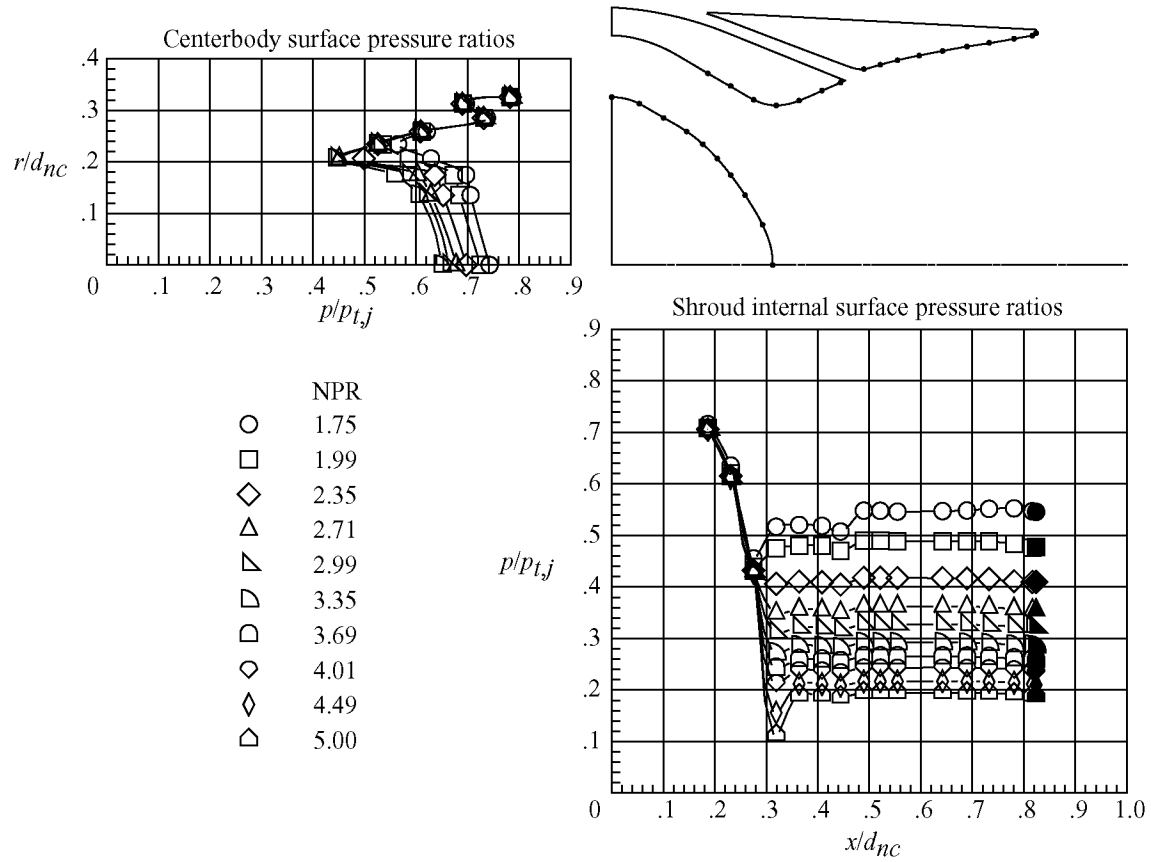 Centerbody surface pressure ratios
.4
.3
r/d_nc .2
.1
0 .1 .2 .3 .4 .5 .6 .7 .8 .9
p/p_t,j
NPR
1.75
1.99
2.35
2.71
2.99
3.35
3.69
4.01
4.49
5.00
Shroud internal surface pressure ratios
.9
.8
.7
.6
.5
p/p_t,j
.4
.3
.2
.1
0 .1 .2 .3 .4 .5 .6 .7 .8 .9 1.0
x/d_nc